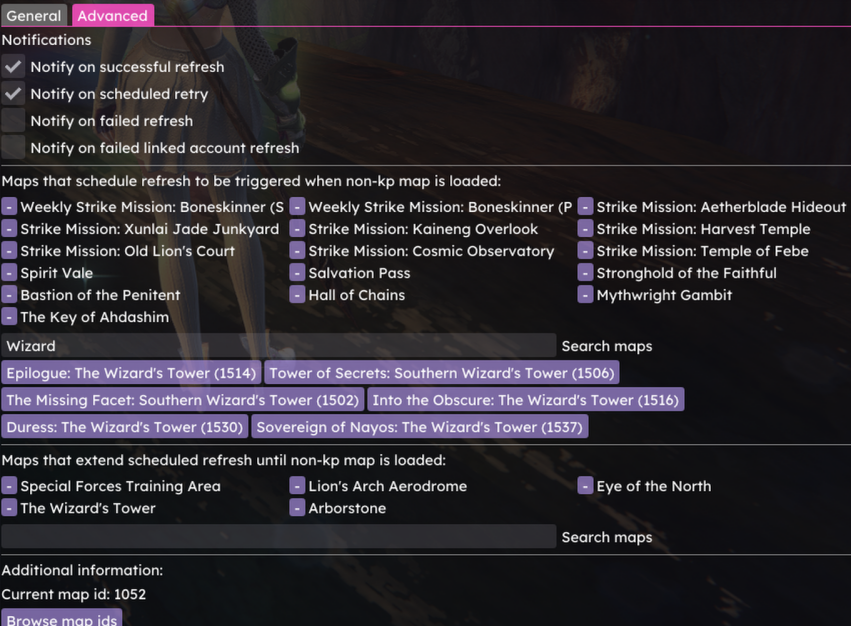 General Advanced
Notifications
Notify on successful refresh
Notify on scheduled retry
Notify on failed refresh
Notify on failed linked account refresh
Maps that schedule refresh to be triggered when non-kp map is loaded:
- Weekly Strike Mission: Boneskinner (S - Weekly Strike Mission: Boneskinner (P - Strike Mission: Aetherblade Hideout
- Strike Mission: Xunlai Jade Junkyard - Strike Mission: Kaineng Overlook - Strike Mission: Harvest Temple
- Strike Mission: Old Lion's Court - Strike Mission: Cosmic Observatory - Strike Mission: Temple of Febe
- Spirit Vale - Salvation Pass - Stronghold of the Faithful
- Bastion of the Penitent - Hall of Chains - Mythwright Gambit
- The Key of Ahdashim
Wizard Search maps
Epilogue: The Wizard's Tower (1514) Tower of Secrets: Southern Wizard's Tower (1506)
The Missing Facet: Southern Wizard's Tower (1502) Into the Obscure: The Wizard's Tower (1516)
Duress: The Wizard's Tower (1530) Sovereign of Nayos: The Wizard's Tower (1537)
Maps that extend scheduled refresh until non-kp map is loaded:
- Special Forces Training Area - Lion's Arch Aerodrome - Eye of the North
- The Wizard's Tower - Arborstone
Search maps
Additional information:
Current map id: 1052
Browse map ids